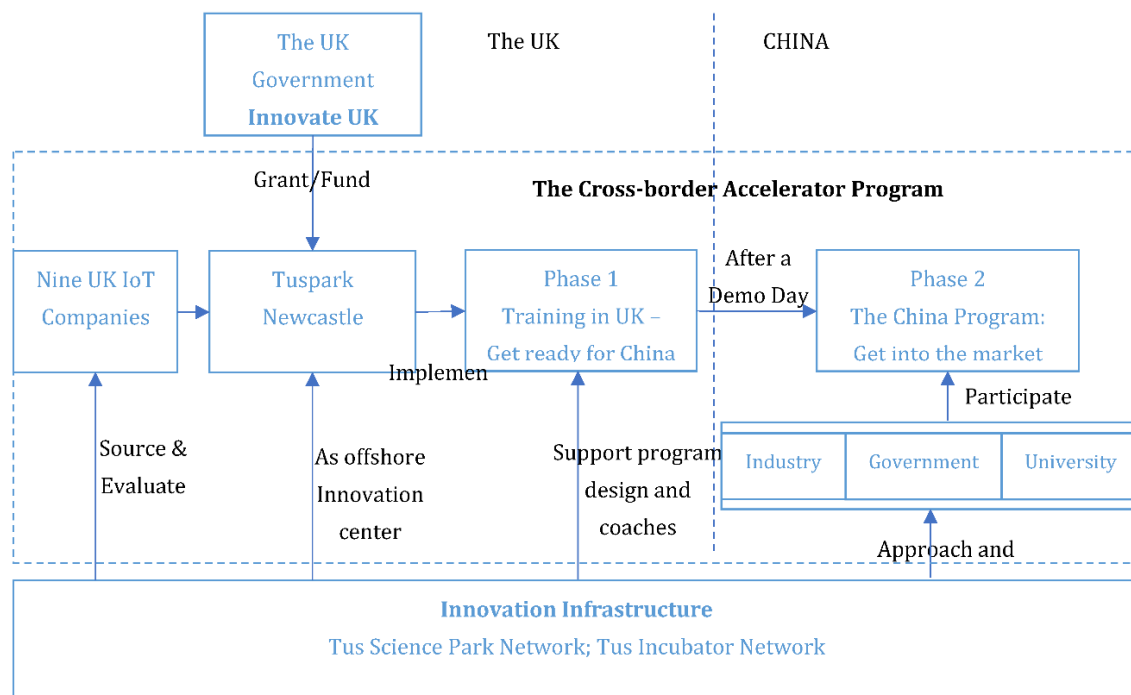 The UK
Government
Innovate UK
The UK
CHINA
Grant/Fund
The Cross-border Accelerator Program
Nine UK IoT
Companies
Tuspark
Newcastle
Phase 1
Training in UK –
Get ready for China
After a
Demo Day
Phase 2
The China Program:
Get into the market
Implemen
Participate
Source &
Evaluate
As offshore
Innovation
center
Support program
design and
coaches
Industry
Government
University
Approach and
Innovation Infrastructure
Tus Science Park Network; Tus Incubator Network